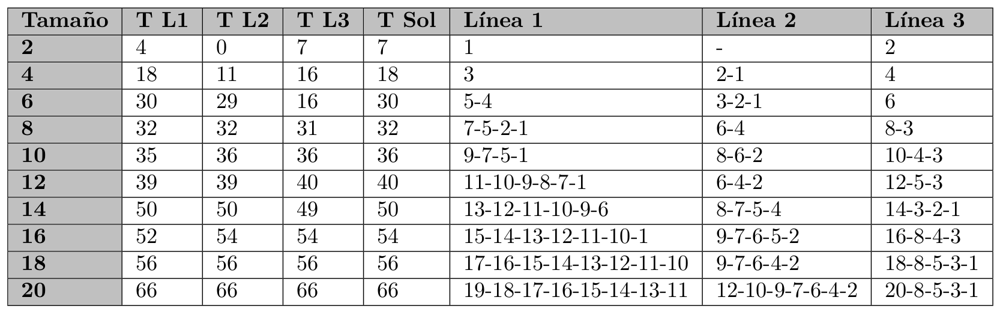 Tamaño T L1 T L2 T L3 T Sol Línea 1 Línea 2 Línea 3
2 4 0 7 7 1 - 2
4 18 11 16 18 3 2-1 4
6 30 29 16 30 5-4 3-2-1 6
8 32 32 31 32 7-5-2-1 6-4 8-3
10 35 36 36 36 9-7-5-1 8-6-2 10-4-3
12 39 39 40 40 11-10-9-8-7-1 6-4-2 12-5-3
14 50 50 49 50 13-12-11-10-9-6 8-7-5-4 14-3-2-1
16 52 54 54 54 15-14-13-12-11-10-1 9-7-6-5-2 16-8-4-3
18 56 56 56 56 17-16-15-14-13-12-11-10 9-7-6-4-2 18-8-5-3-1
20 66 66 66 66 19-18-17-16-15-14-13-11 12-10-9-7-6-4-2 20-8-5-3-1